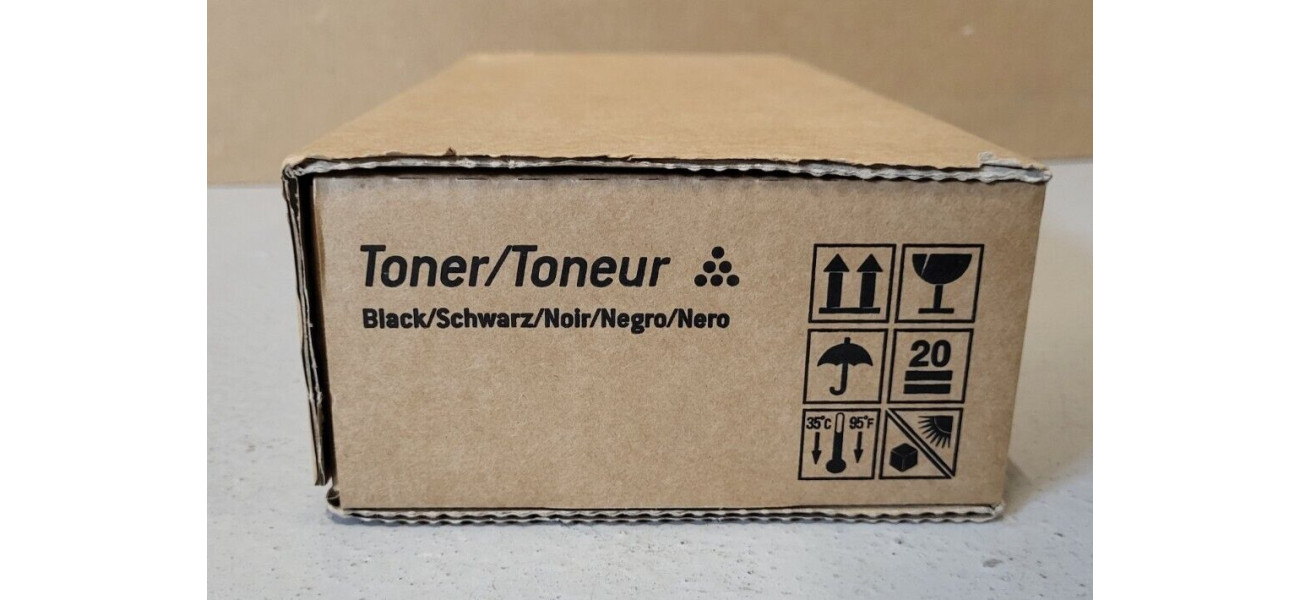 Toner/Toneur
Black/Schwarz/Noir/Negro/Nero
20
35°C 95°F